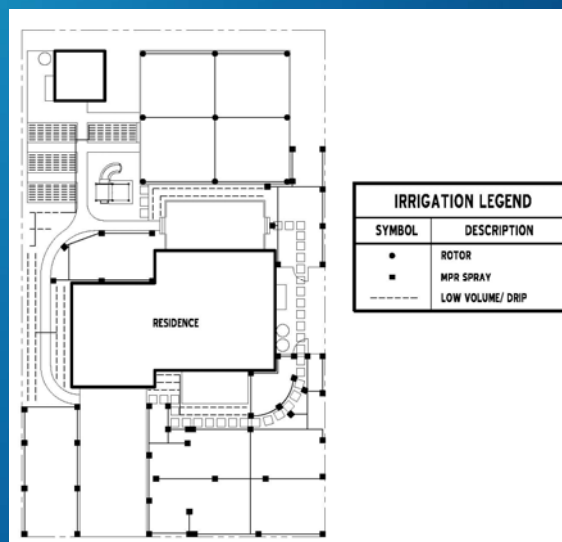 IRRIGATION LEGEND
SYMBOL DESCRIPTION
ROTOR
MPR SPRAY
LOW VOLUME/ DRIP
RESIDENCE